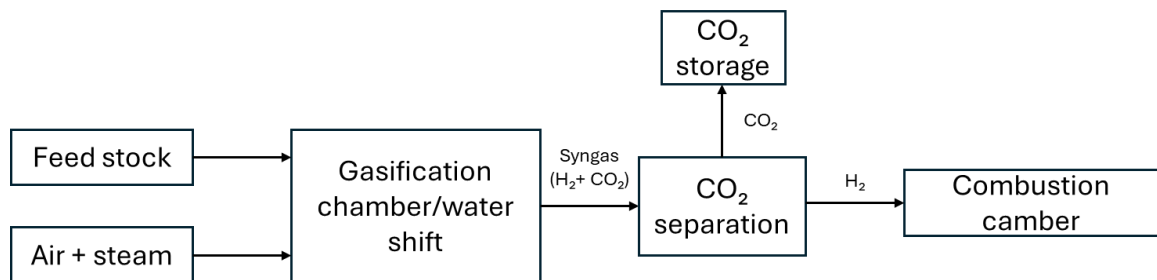 CO₂
storage
CO₂
Feed stock
Gasification
chamber/water
shift
Syngas
(H₂+ CO₂)
CO₂
separation
H₂
Combustion
camber
Air + steam